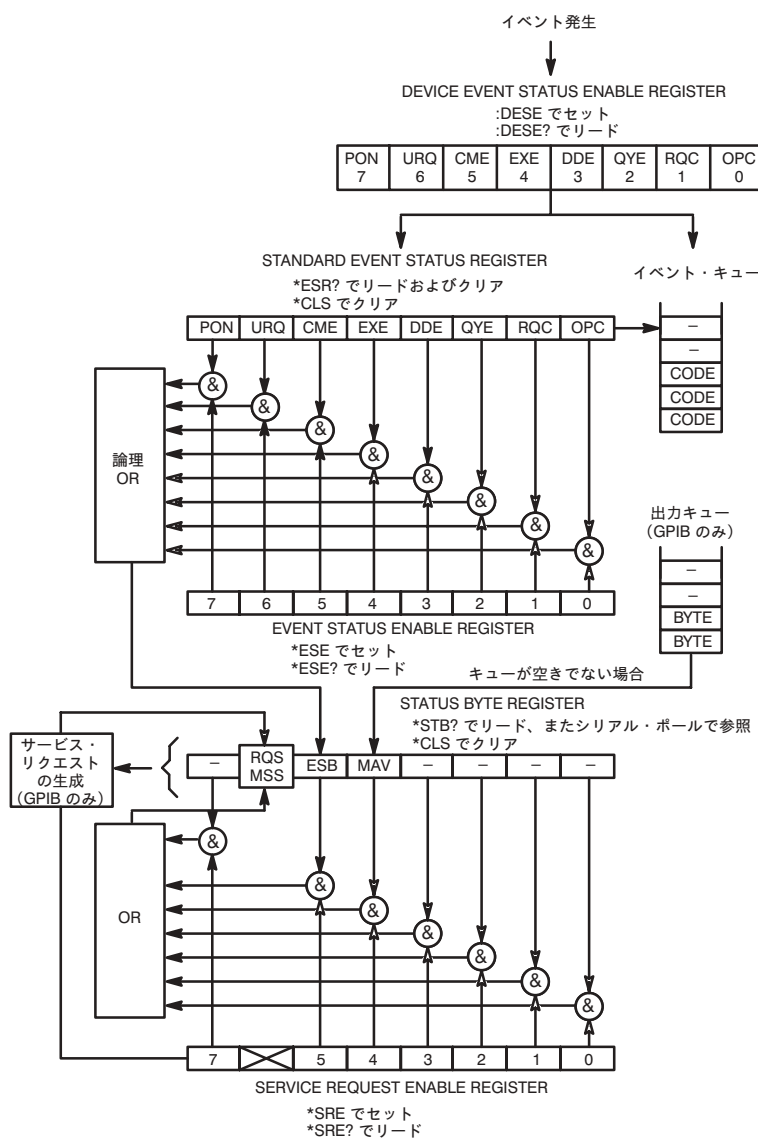 イベント発生
DEVICE EVENT STATUS ENABLE REGISTER
:DESE でセット
:DESE? でリード
PON URQ CME EXE DDE QYE RQC OPC
7 6 5 4 3 2 1 0
STANDARD EVENT STATUS REGISTER
*ESR? でリードおよびクリア
*CLS でクリア
イベント・キュー
PON URQ CME EXE DDE QYE RQC OPC
–
–
CODE
CODE
CODE
&
&
&
&
&
&
&
&
論理
OR
出力キュー
(GPIB のみ)
–
–
BYTE
BYTE
7 6 5 4 3 2 1 0
EVENT STATUS ENABLE REGISTER
*ESE でセット
*ESE? でリード
キューが空きでない場合
STATUS BYTE REGISTER
*STB? でリード、またシリアル・ポールで参照
*CLS でクリア
サービス・
リクエスト
の生成
(GPIB のみ)
– RQS ESB MAV – – – –
MSS
&
&
&
&
&
&
&
OR
7 5 4 3 2 1 0
SERVICE REQUEST ENABLE REGISTER
*SRE でセット
*SRE? でリード